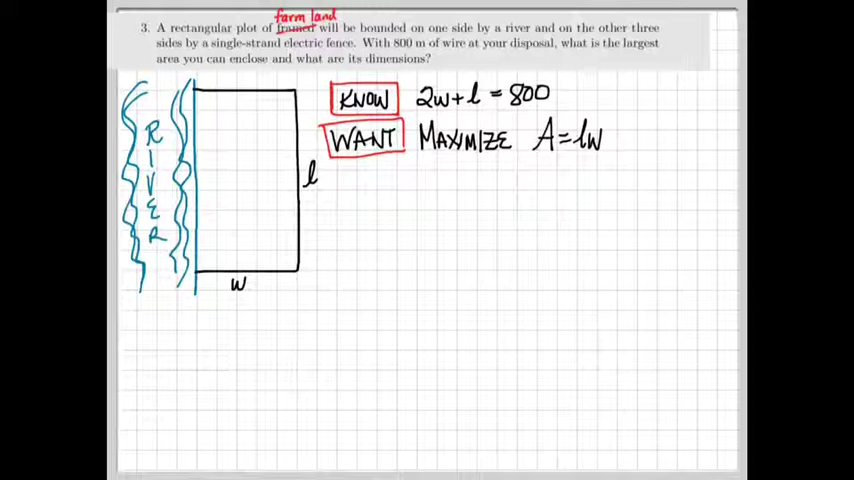 farm land
3. A rectangular plot of framed will be bounded on one side by a river and on the other three
sides by a single-strand electric fence. With 800 m of wire at your disposal, what is the largest
area you can enclose and what are its dimensions?
KNOW 2w+l = 800
WANT MAXIMIZE A=lw
RIVER
l
w